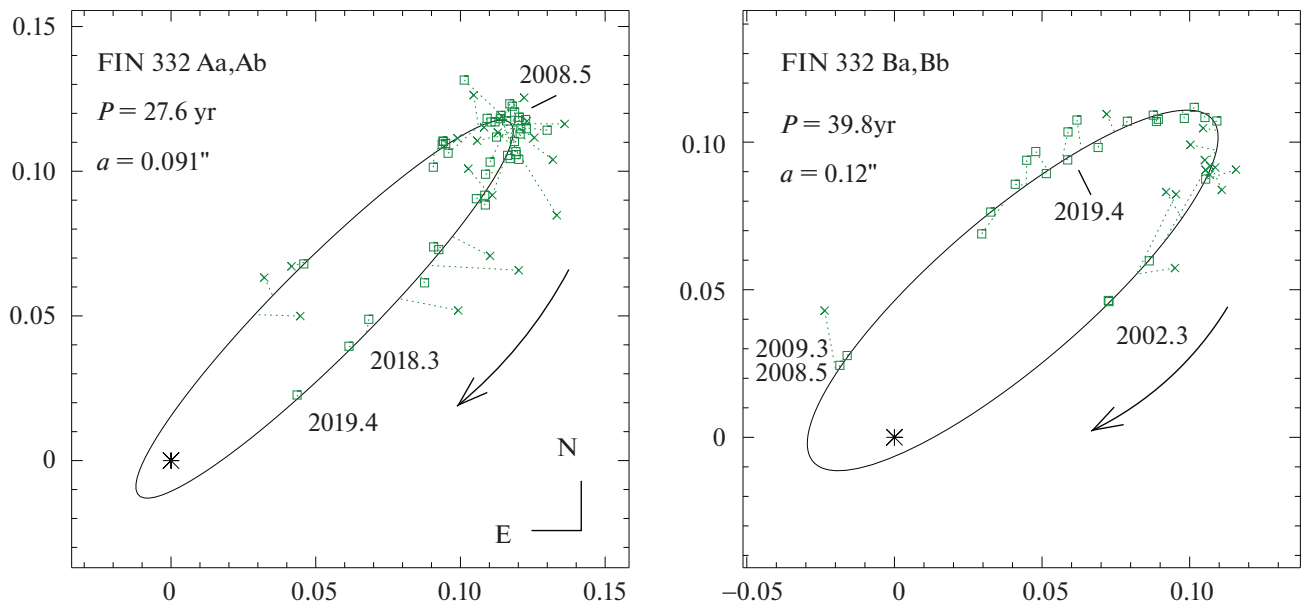 0.15
0.10
0.05
0
FIN 332 Aa,Ab
P = 27.6 yr
a = 0.091"
2008.5
2018.3
2019.4
N
E
0
0.05
0.10
0.15
0.10
0.05
0
FIN 332 Ba,Bb
P = 39.8yr
a = 0.12"
2019.4
2002.3
2009.3
2008.5
−0.05
0
0.05
0.10